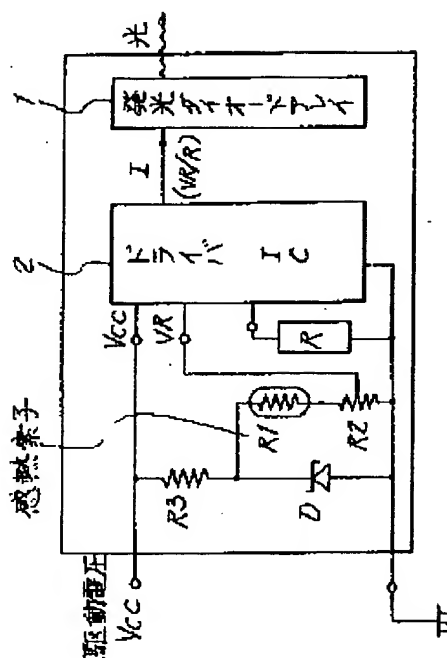 光
1
発光ダイオードアレイ
I
(VR/R)
2
ドライバ
IC
VCC
VR
R
感熱素子
R1
R2
R3
D
駆動電圧
VCC